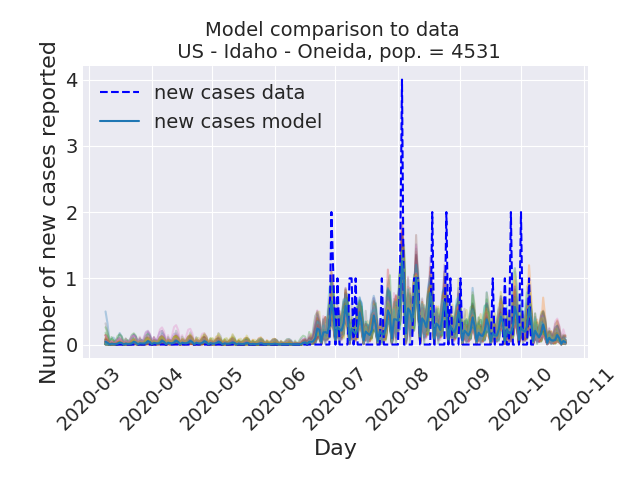 Model comparison to data
US - Idaho - Oneida, pop. = 4531
new cases data
new cases model
Number of new cases reported
4
3
2
1
0
2020-03
2020-04
2020-05
2020-06
2020-07
2020-08
2020-09
2020-10
2020-11
Day